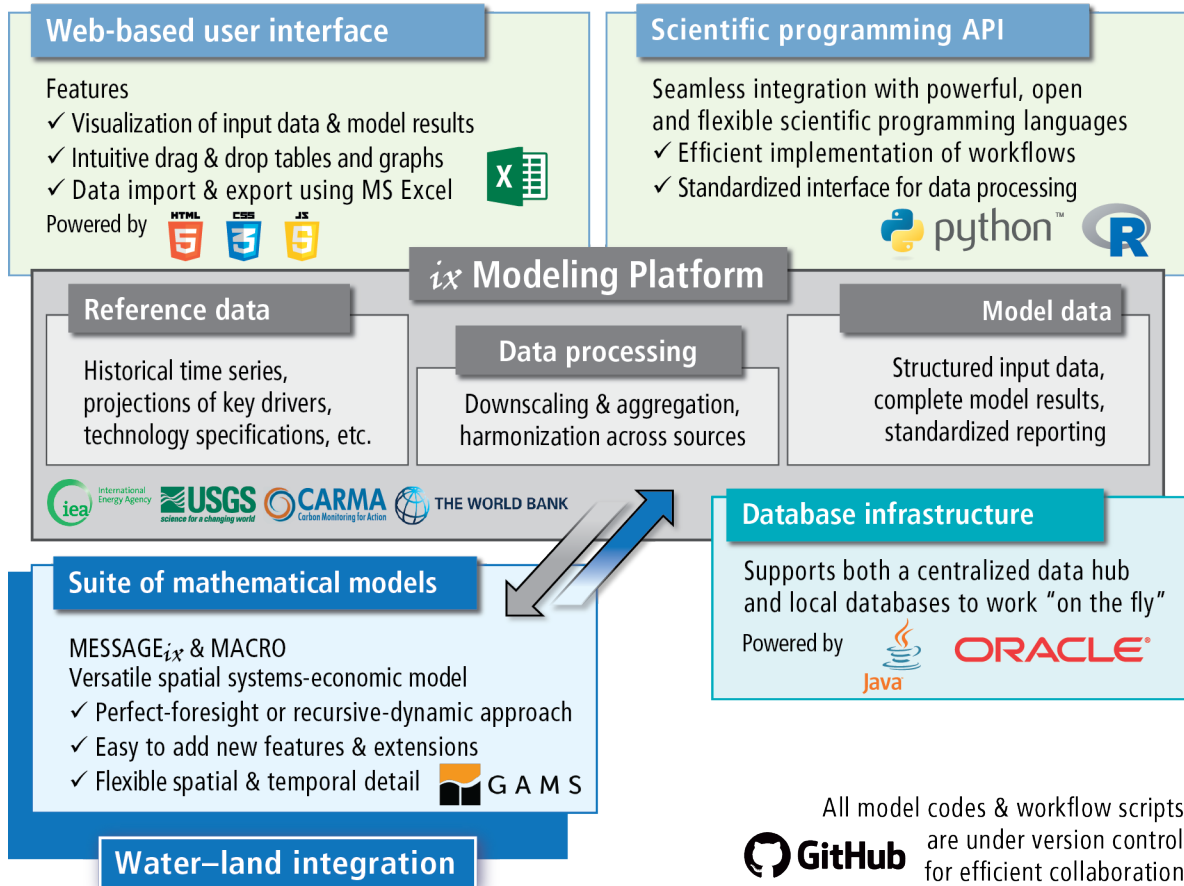 Web-based user interface
Features
✓ Visualization of input data & model results
✓ Intuitive drag & drop tables and graphs
✓ Data import & export using MS Excel
X
Powered by
HTML
5
CSS
3
JS
5
Scientific programming API
Seamless integration with powerful, open
and flexible scientific programming languages
✓ Efficient implementation of workflows
✓ Standardized interface for data processing
python™
R
ix Modeling Platform
Reference data
Historical time series,
projections of key drivers,
technology specifications, etc.
Data processing
Downscaling & aggregation,
harmonization across sources
Model data
Structured input data,
complete model results,
standardized reporting
iea
International
Energy Agency
USGS
science for a changing world
CARMA
Carbon Monitoring for Action
THE WORLD BANK
Database infrastructure
Supports both a centralized data hub
and local databases to work “on the fly”
Powered by
Java
ORACLE®
Suite of mathematical models
MESSAGEix & MACRO
Versatile spatial systems-economic model
✓ Perfect-foresight or recursive-dynamic approach
✓ Easy to add new features & extensions
✓ Flexible spatial & temporal detail
GAMS
Water–land integration
All model codes & workflow scripts
are under version control
for efficient collaboration
GitHub